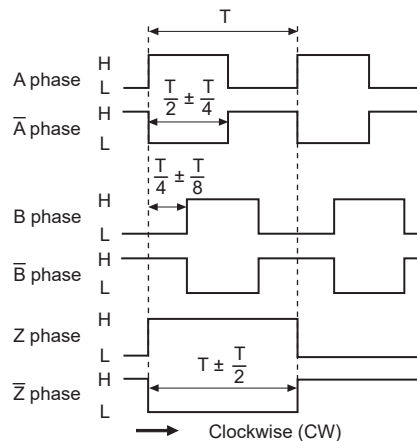 T
A phase H
L
T/2 ± T/4
A̅ phase H
L
T/4 ± T/8
B phase H
L
B̅ phase H
L
Z phase H
L
T ± T/2
Z̅ phase H
L
Clockwise (CW)